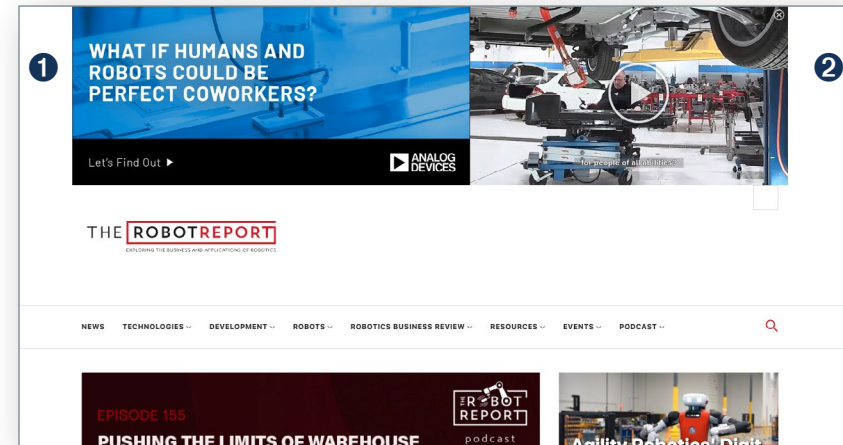 1
2
WHAT IF HUMANS AND
ROBOTS COULD BE
PERFECT COWORKERS?
Let's Find Out
ANALOG
DEVICES
for people of all abilities
THE ROBOTREPORT
EXPLORING THE BUSINESS AND APPLICATIONS OF ROBOTICS
NEWS TECHNOLOGIES DEVELOPMENT ROBOTS ROBOTICS BUSINESS REVIEW RESOURCES EVENTS PODCAST
EPISODE 155
PUSHING THE LIMITS OF WAREHOUSE
THE ROBOT
REPORT
podcast
Agility Robotics' Digit